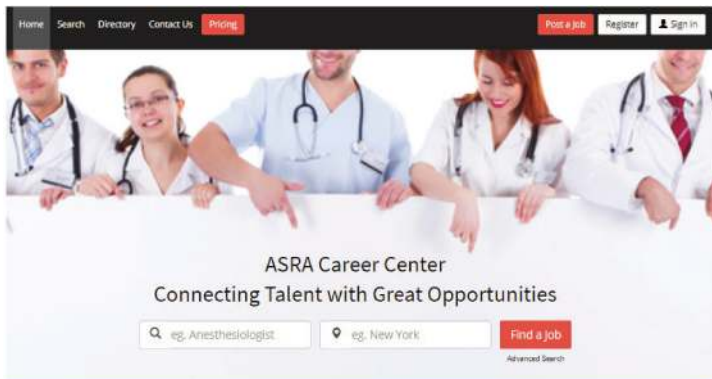 Home Search Directory Contact Us Pricing Post a Job Register Sign in
ASRA Career Center
Connecting Talent with Great Opportunities
eg. Anesthesiologist eg. New York Find a Job
Advanced Search